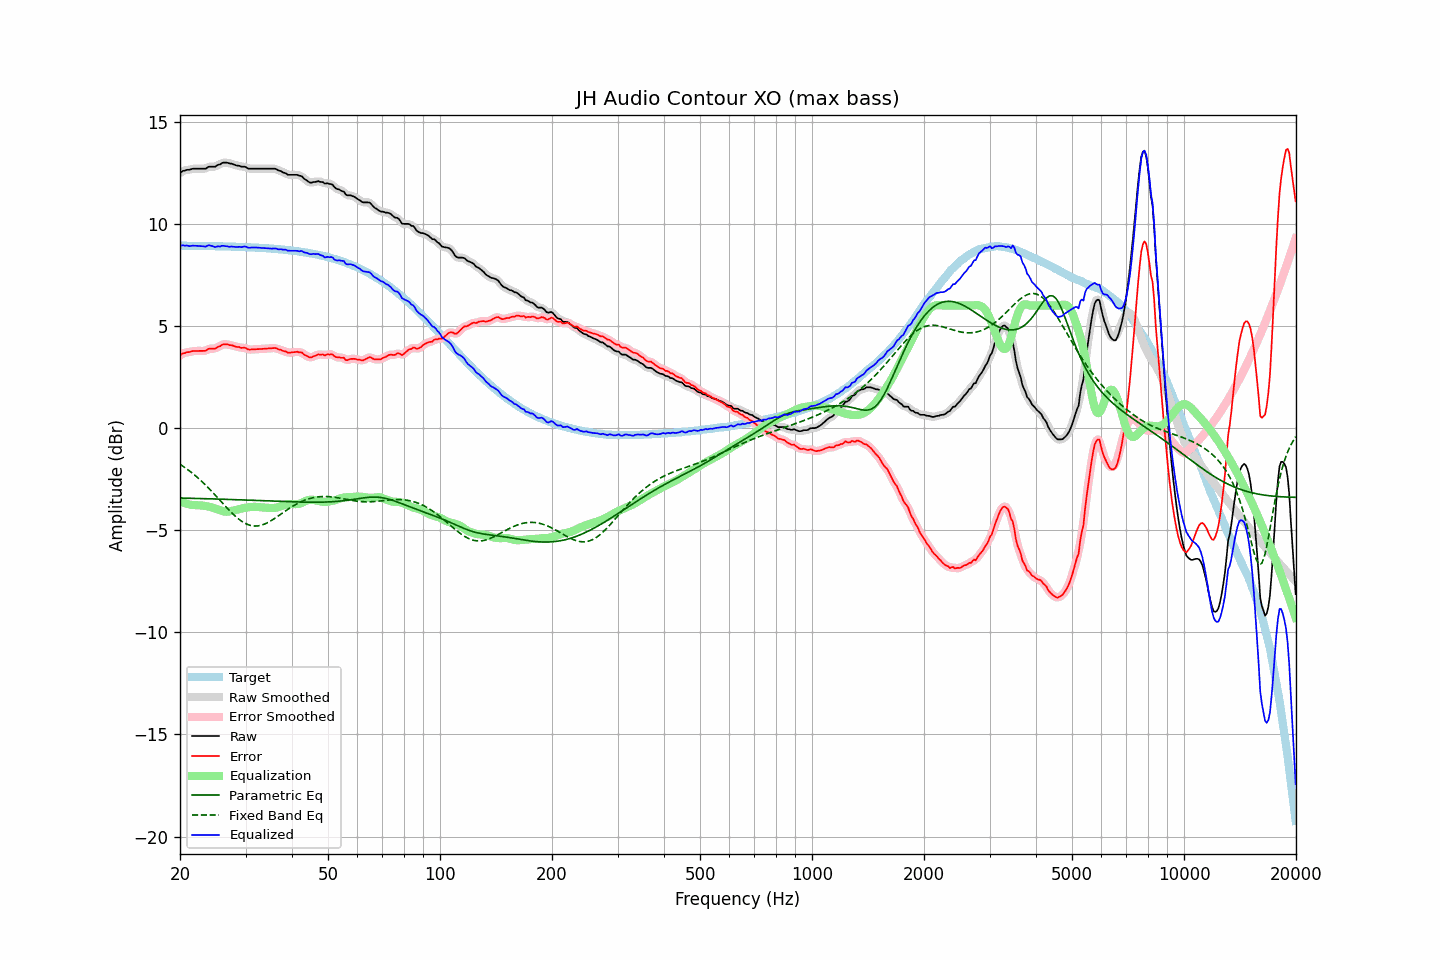 JH Audio Contour XO (max bass)
15
10
5
0
−5
−10
−15
−20
Amplitude (dBr)
Target
Raw Smoothed
Error Smoothed
Raw
Error
Equalization
Parametric Eq
Fixed Band Eq
Equalized
20
50
100
200
500
1000
2000
5000
10000
20000
Frequency (Hz)